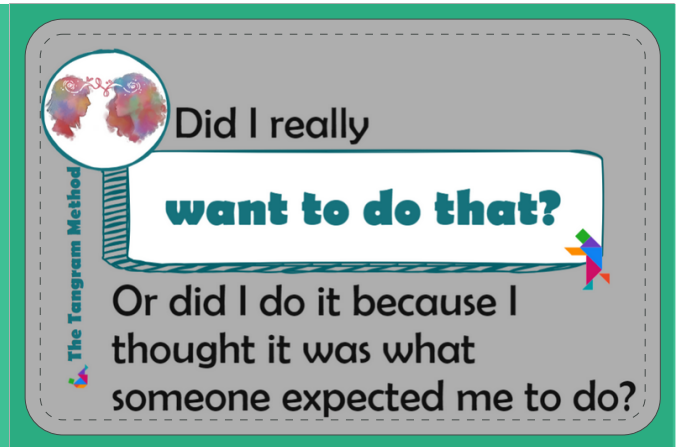 Did I really
want to do that?
Or did I do it because I
thought it was what
someone expected me to do?
The Tangram Method